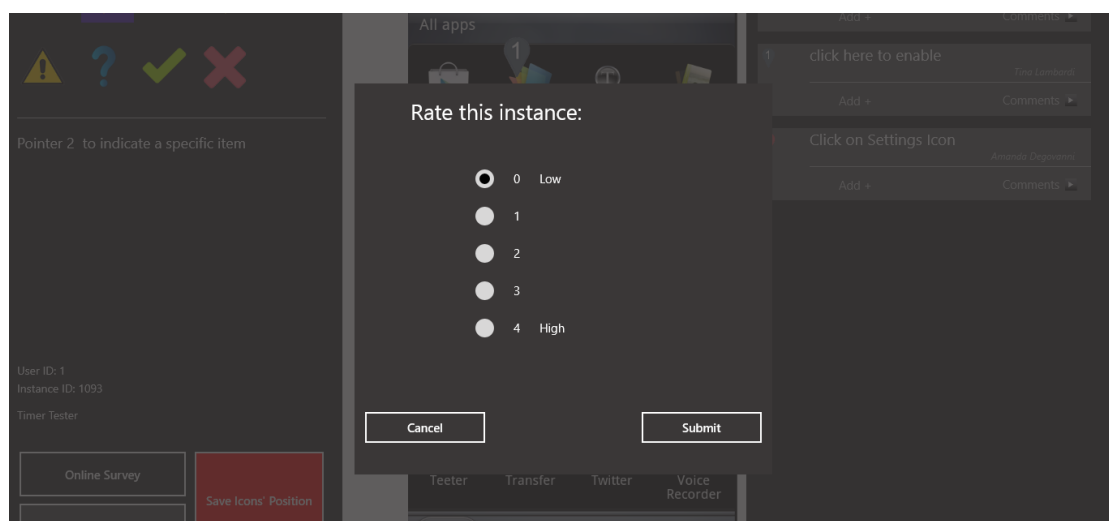 Pointer 2 to indicate a specific item
User ID: 1
Instance ID: 1093
Timer Tester
Online Survey
Save Icons' Position
All apps
1
Rate this instance:
0 Low
1
2
3
4 High
Cancel
Submit
Teeter Transfer Twitter Voice
Recorder
Add + Comments
1 click here to enable
Tina Lombardi
Add + Comments
Click on Settings Icon
Amanda Degovanni
Add + Comments